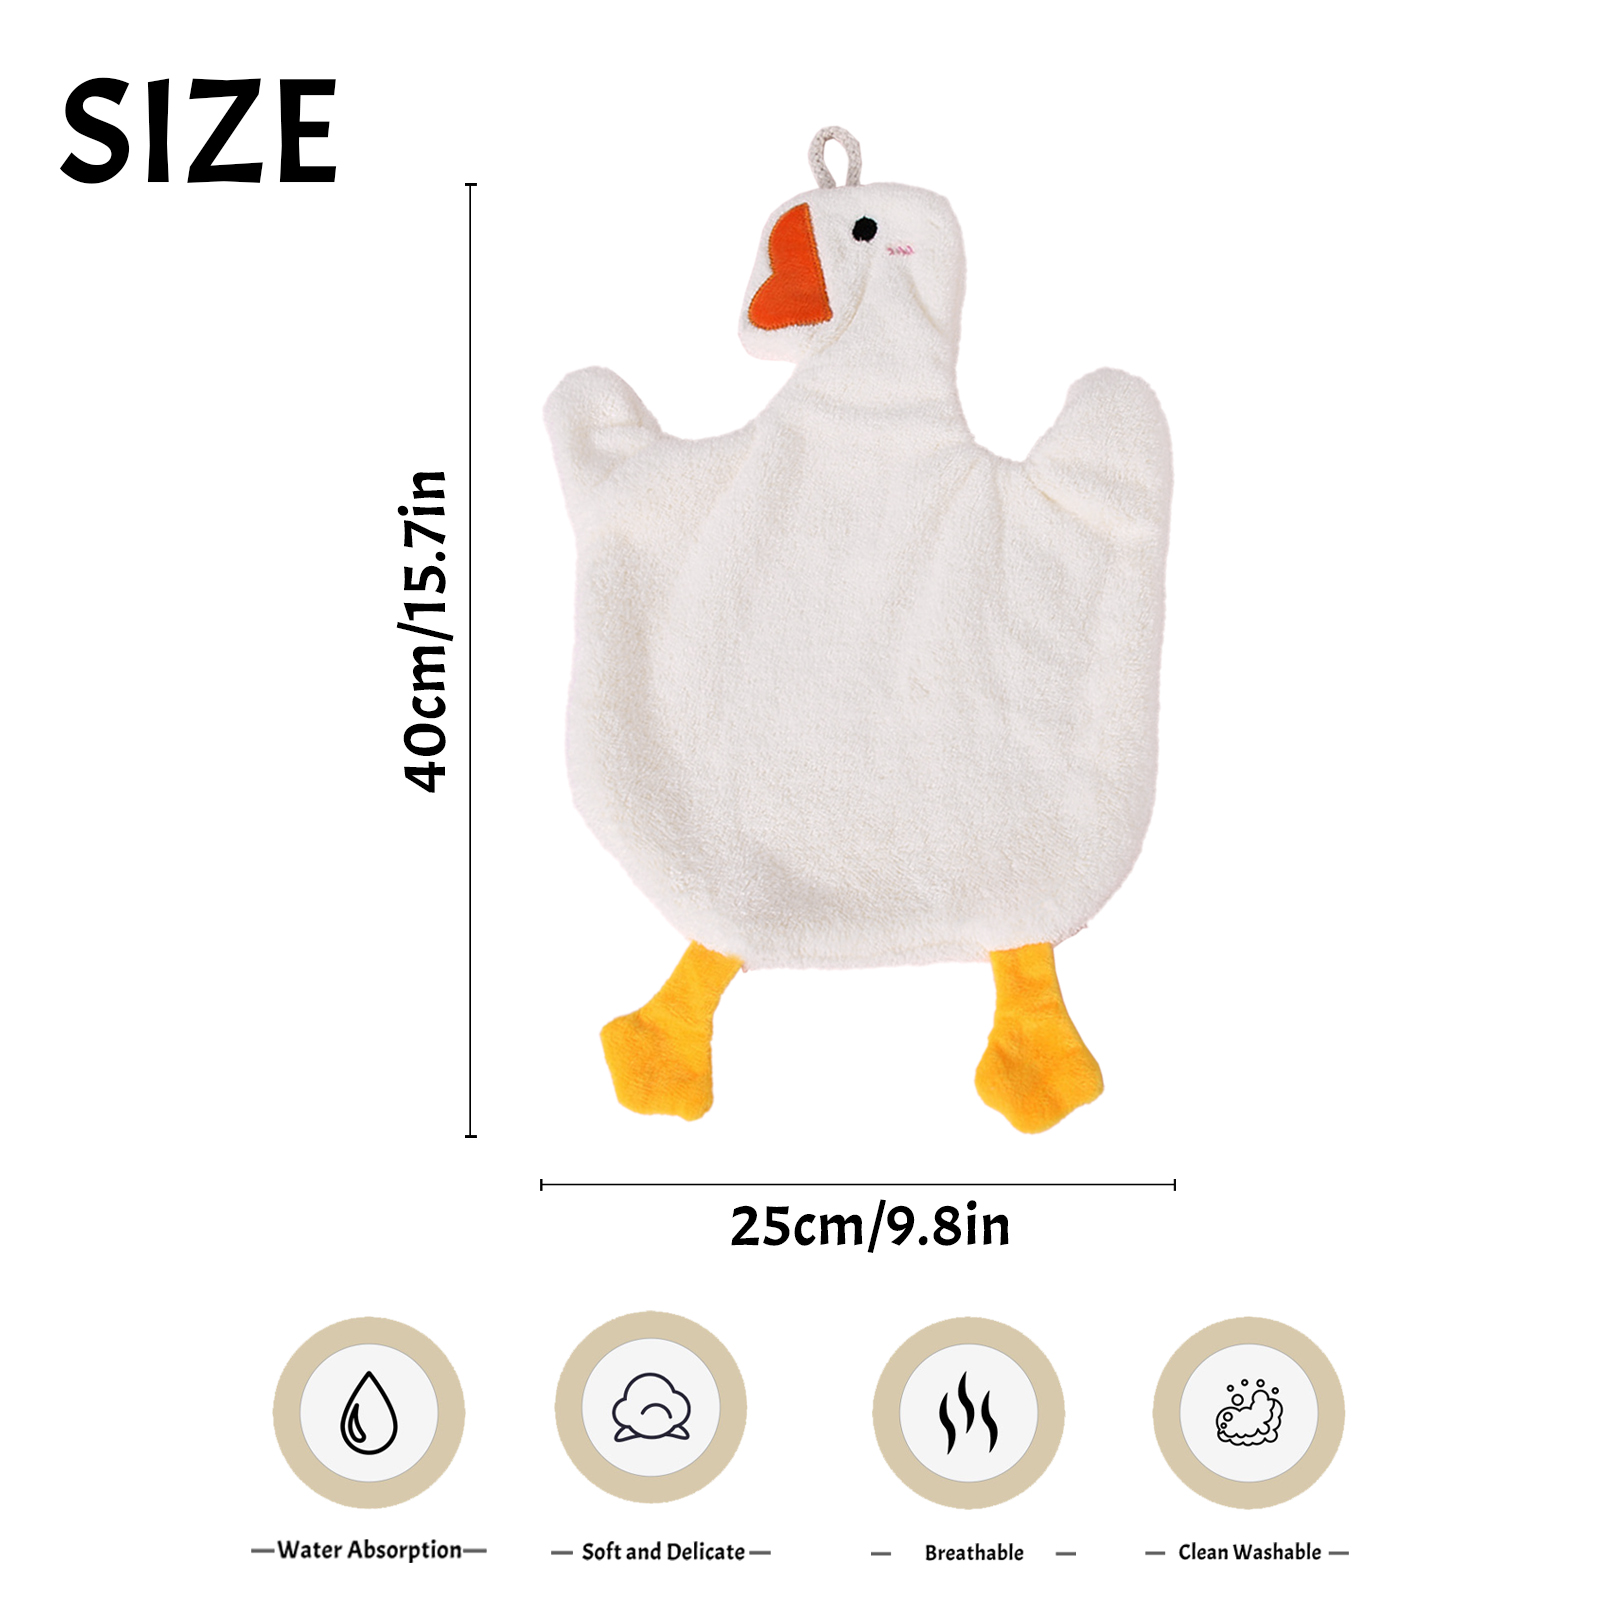 SIZE
40cm/15.7in
25cm/9.8in
Water Absorption
Soft and Delicate
Breathable
Clean Washable